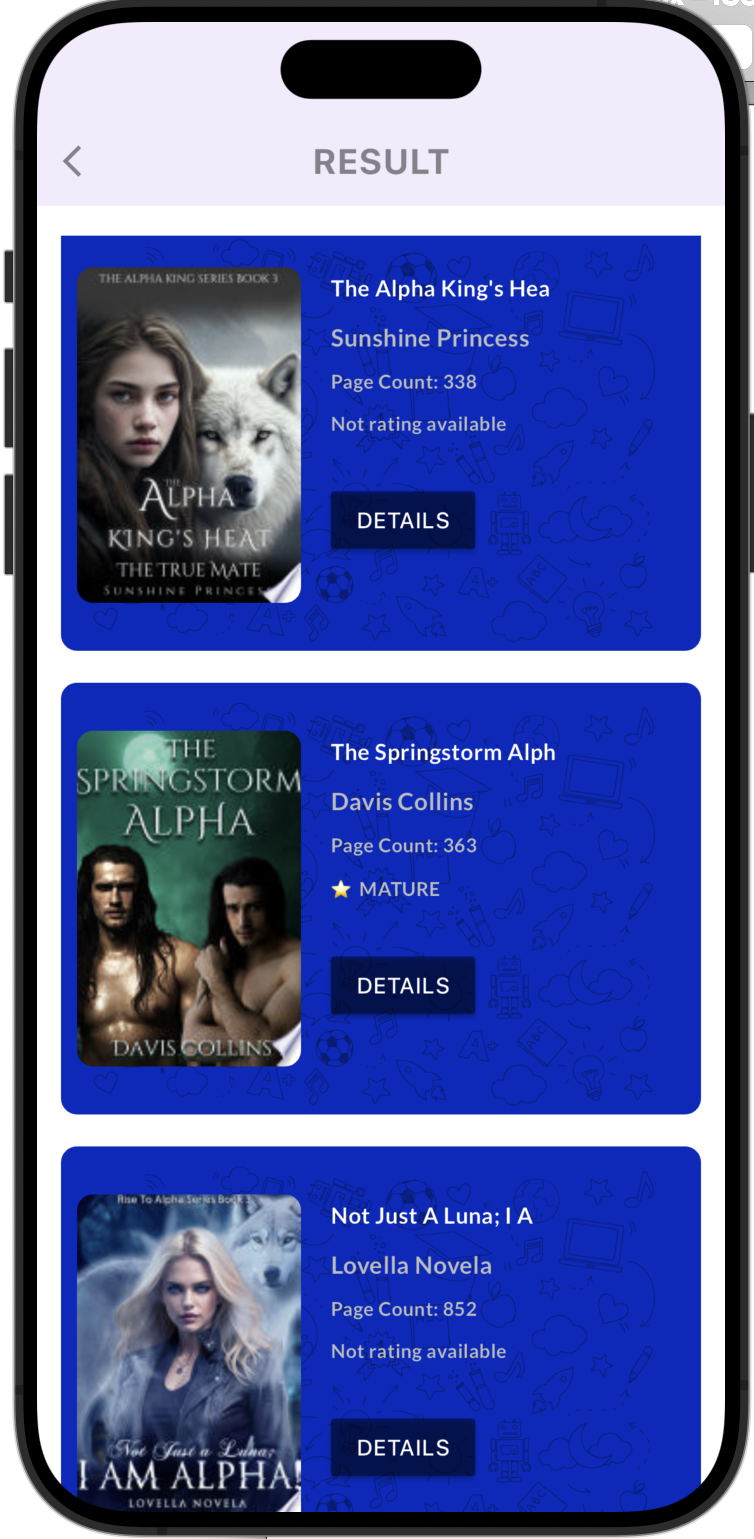 RESULT
THE ALPHA KING SERIES BOOK 3
THE
ALPHA
KING'S HEAT
THE TRUE MATE
SUNSHINE PRINCESS
The Alpha King's Hea
Sunshine Princess
Page Count: 338
Not rating available
DETAILS
THE
SPRINGSTORM
ALPHA
DAVIS COLLINS
The Springstorm Alph
Davis Collins
Page Count: 363
⭐ MATURE
DETAILS
Rise To Alpha Series Book 3
Not Just a Luna;
I AM ALPHA!
LOVELLA NOVELA
Not Just A Luna; I A
Lovella Novela
Page Count: 852
Not rating available
DETAILS